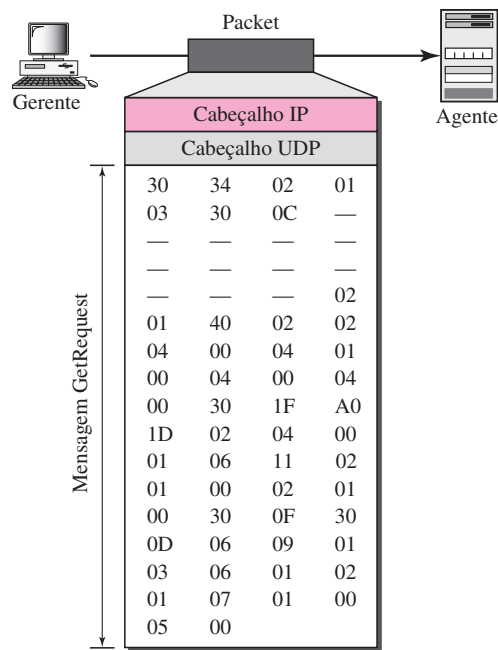 Packet
Gerente
Agente
Cabeçalho IP
Cabeçalho UDP
Mensagem GetRequest
30 34 02 01
03 30 0C —
— — — —
— — — —
— — — 02
01 40 02 02
04 00 04 01
00 04 00 04
00 30 1F A0
1D 02 04 00
01 06 11 02
01 00 02 01
00 30 0F 30
0D 06 09 01
03 06 01 02
01 07 01 00
05 00